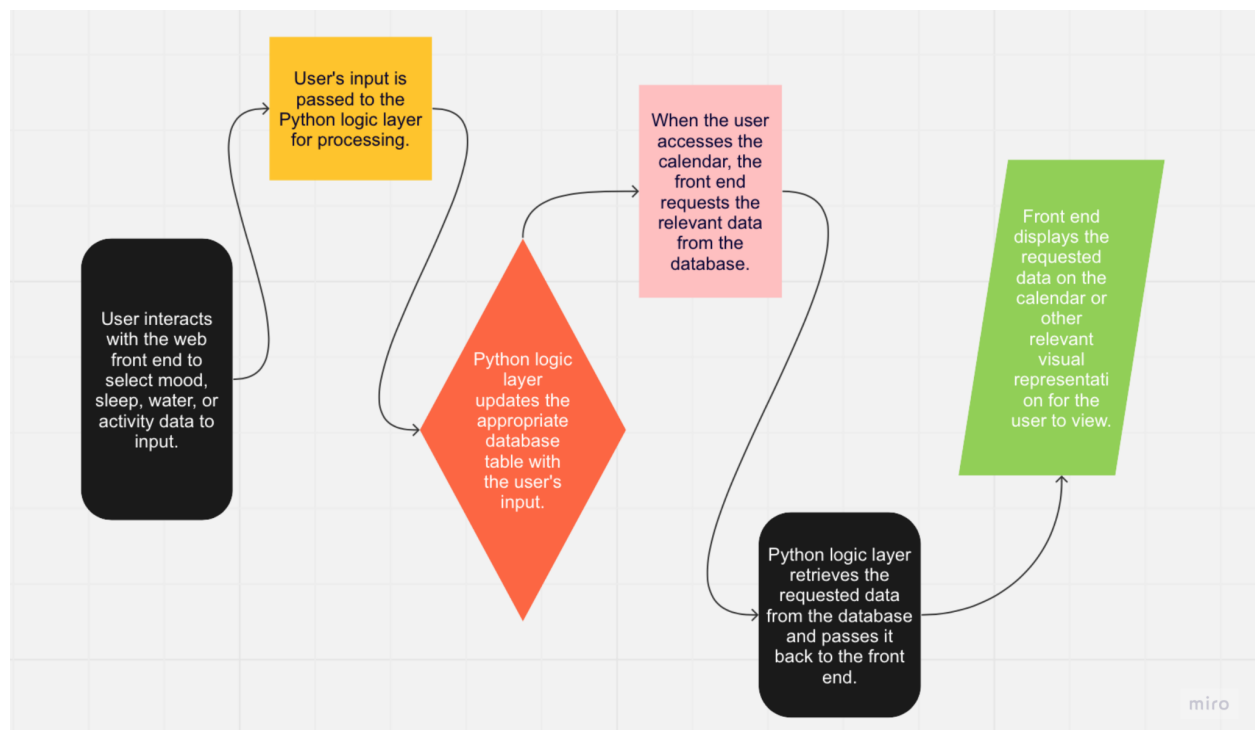 User's input is
passed to the
Python logic layer
for processing.
User interacts
with the web
front end to
select mood,
sleep, water, or
activity data to
input.
Python logic
layer
updates the
appropriate
database
table with
the user's
input.
When the user
accesses the
calendar, the
front end
requests the
relevant data
from the
database.
Python logic layer
retrieves the
requested data
from the database
and passes it
back to the front
end.
Front end
displays the
requested
data on the
calendar or
other
relevant
visual
representati
on for the
user to view.
miro